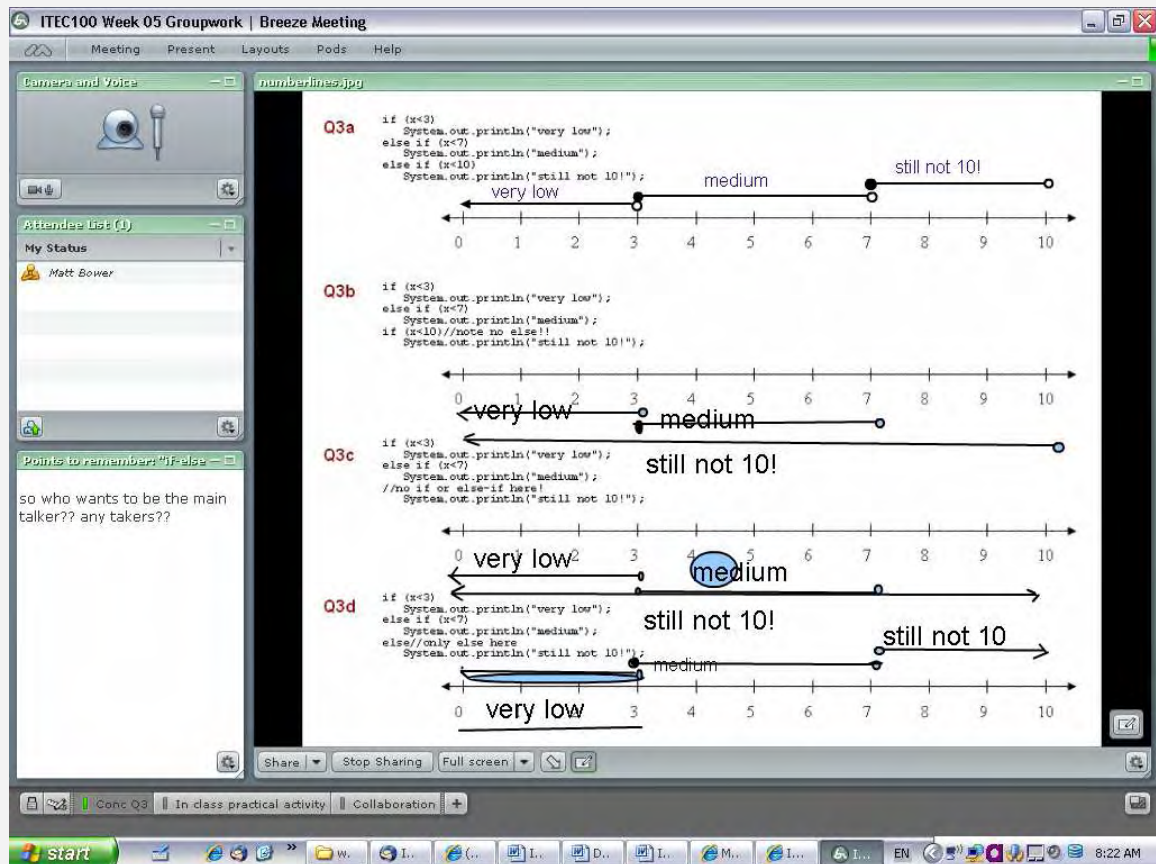 ITEC100 Week 05 Groupwork | Breeze Meeting
Meeting Present Layouts Pods Help
Camera and Voice
numberlines.jpg
Q3a
if (x<3)
System.out.println("very low");
else if (x<7)
System.out.println("medium");
else if (x<10)
System.out.println("still not 10!");
very low
medium
still not 10!
0 1 2 3 4 5 6 7 8 9 10
Attendee List (1)
My Status
Matt Bower
Q3b
if (x<3)
System.out.println("very low");
else if (x<7)
System.out.println("medium");
if (x<10)//note no else!!
System.out.println("still not 10!");
0 1 2 3 4 5 6 7 8 9 10
very low
medium
still not 10!
Q3c
if (x<3)
System.out.println("very low");
else if (x<7)
System.out.println("medium");
//no if or else-if here!
System.out.println("still not 10!");
0 1 2 3 4 5 6 7 8 9 10
very low
medium
still not 10!
Points to remember: "if-else
so who wants to be the main
talker?? any takers??
Q3d
if (x<3)
System.out.println("very low");
else if (x<7)
System.out.println("medium");
else//only else here
System.out.println("still not 10!");
still not 10
medium
0 3 4 5 6 7 8 9 10
very low
Share Stop Sharing Full screen
Conc Q3 In class practical activity Collaboration +
start w. I.. (.. I.. D.. I.. M.. I... I... EN 8:22 AM